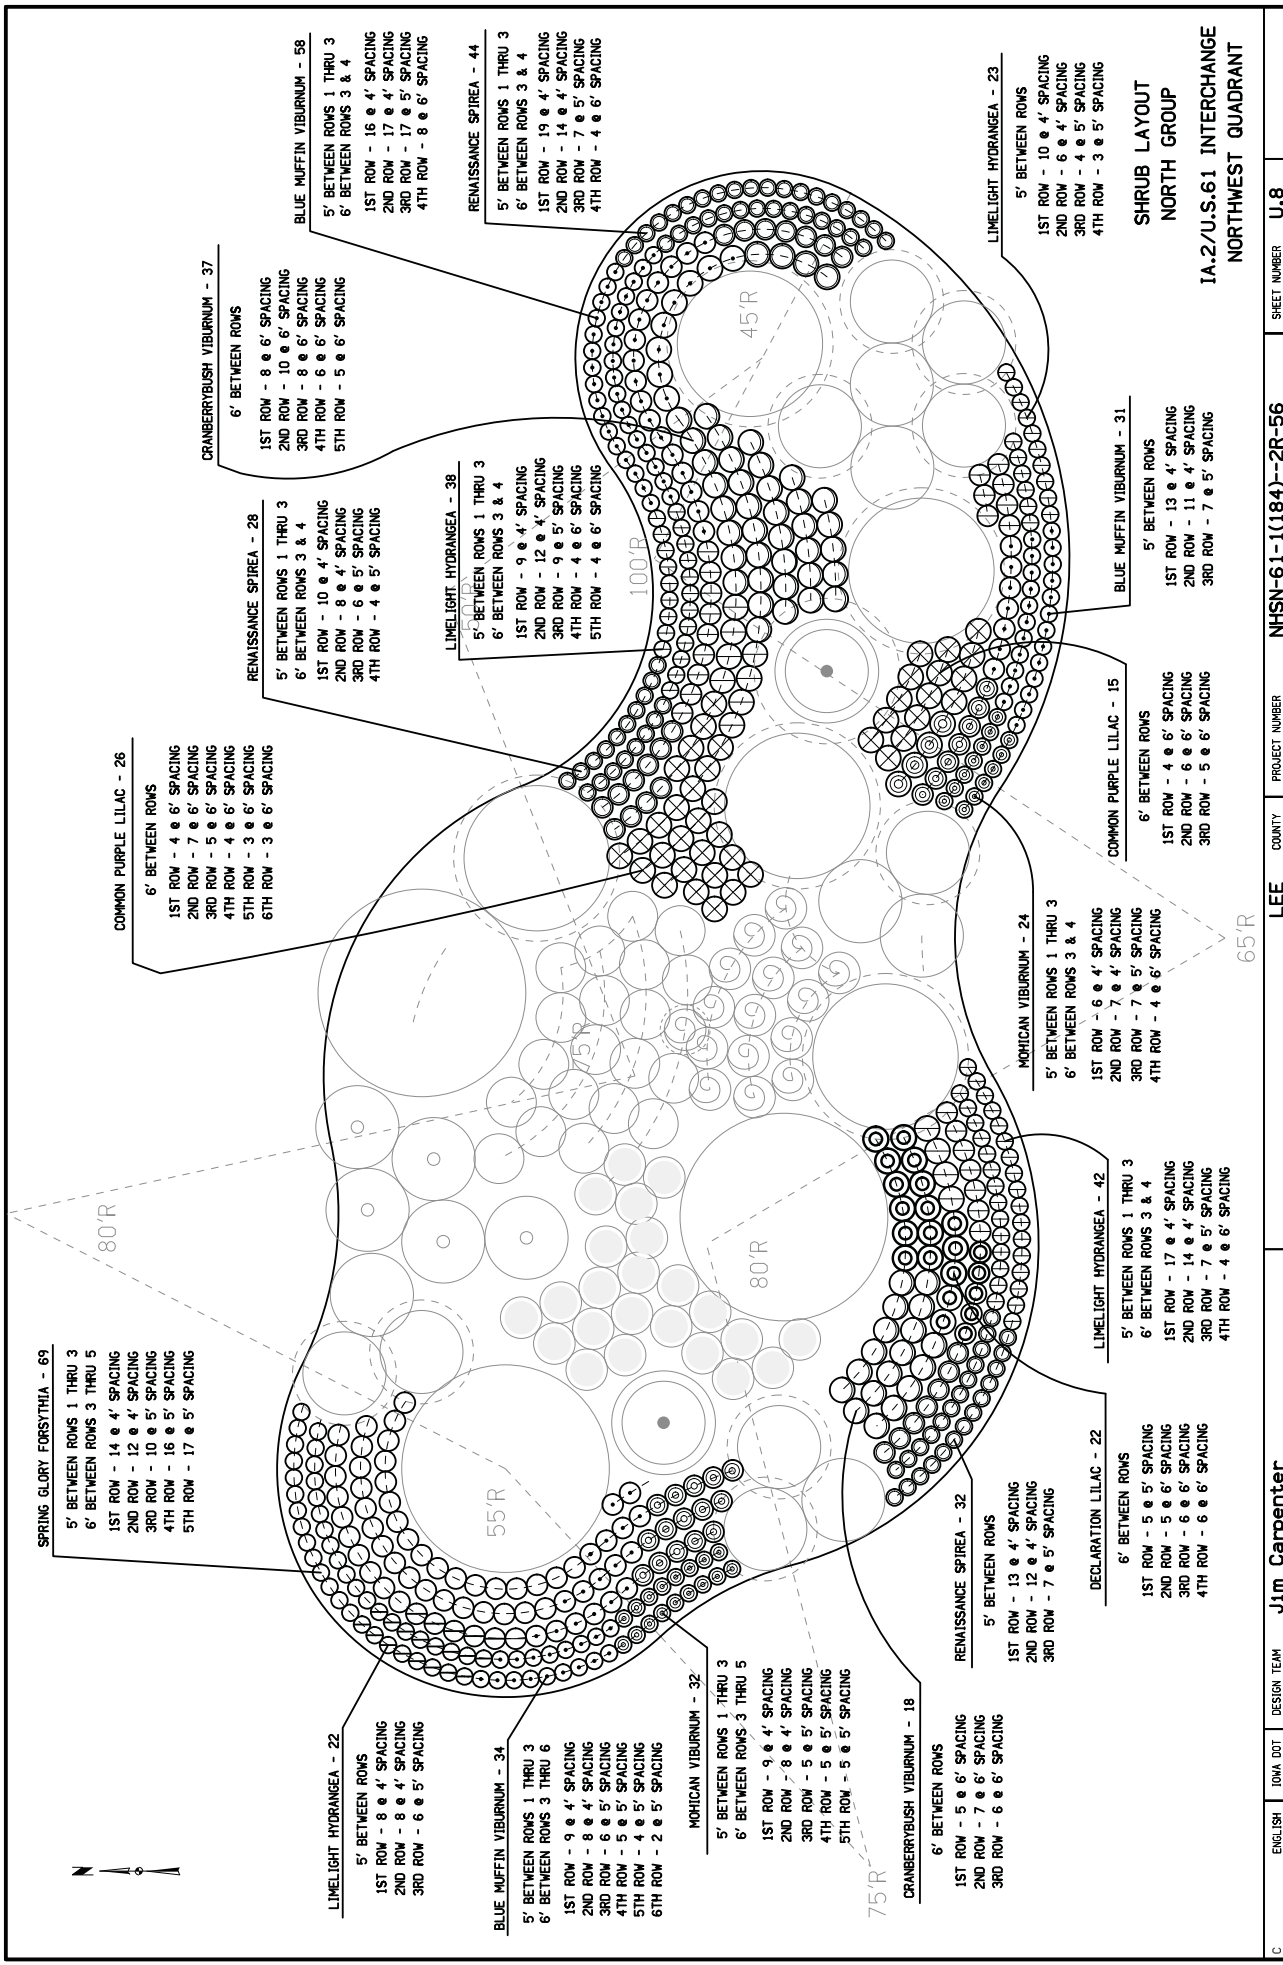 SPRING GLORY FORSYTHIA - 69
5' BETWEEN ROWS 1 THRU 3
6' BETWEEN ROWS 3 THRU 5
1ST ROW - 14 @ 4' SPACING
2ND ROW - 12 @ 4' SPACING
3RD ROW - 10 @ 5' SPACING
4TH ROW - 16 @ 5' SPACING
5TH ROW - 17 @ 5' SPACING
COMMON PURPLE LILAC - 26
6' BETWEEN ROWS
1ST ROW - 4 @ 6' SPACING
2ND ROW - 7 @ 6' SPACING
3RD ROW - 5 @ 6' SPACING
4TH ROW - 4 @ 6' SPACING
5TH ROW - 3 @ 6' SPACING
6TH ROW - 3 @ 6' SPACING
RENAISSANCE SPIREA - 28
5' BETWEEN ROWS 1 THRU 3
6' BETWEEN ROWS 3 & 4
1ST ROW - 10 @ 4' SPACING
2ND ROW - 8 @ 4' SPACING
3RD ROW - 6 @ 5' SPACING
4TH ROW - 4 @ 5' SPACING
CRANBERRYBUSH VIBURNUM - 37
6' BETWEEN ROWS
1ST ROW - 8 @ 6' SPACING
2ND ROW - 10 @ 6' SPACING
3RD ROW - 8 @ 6' SPACING
4TH ROW - 6 @ 6' SPACING
5TH ROW - 5 @ 6' SPACING
BLUE MUFFIN VIBURNUM - 58
5' BETWEEN ROWS 1 THRU 3
6' BETWEEN ROWS 3 & 4
1ST ROW - 16 @ 4' SPACING
2ND ROW - 17 @ 4' SPACING
3RD ROW - 17 @ 5' SPACING
4TH ROW - 8 @ 6' SPACING
LIMELIGHT HYDRANGEA - 38
5' BETWEEN ROWS 1 THRU 3
6' BETWEEN ROWS 3 & 4
1ST ROW - 9 @ 4' SPACING
2ND ROW - 12 @ 4' SPACING
3RD ROW - 9 @ 5' SPACING
4TH ROW - 4 @ 6' SPACING
5TH ROW - 4 @ 6' SPACING
RENAISSANCE SPIREA - 44
5' BETWEEN ROWS 1 THRU 3
6' BETWEEN ROWS 3 & 4
1ST ROW - 19 @ 4' SPACING
2ND ROW - 14 @ 4' SPACING
3RD ROW - 7 @ 5' SPACING
4TH ROW - 4 @ 6' SPACING
N
80'R
55'R
75'R
80'R
50'R
100'R
45'R
75'R
65'R
LIMELIGHT HYDRANGEA - 22
5' BETWEEN ROWS
1ST ROW - 8 @ 4' SPACING
2ND ROW - 8 @ 4' SPACING
3RD ROW - 6 @ 5' SPACING
BLUE MUFFIN VIBURNUM - 34
5' BETWEEN ROWS 1 THRU 3
6' BETWEEN ROWS 3 THRU 6
1ST ROW - 9 @ 4' SPACING
2ND ROW - 8 @ 4' SPACING
3RD ROW - 6 @ 5' SPACING
4TH ROW - 5 @ 5' SPACING
5TH ROW - 4 @ 5' SPACING
6TH ROW - 2 @ 5' SPACING
MOHICAN VIBURNUM - 32
5' BETWEEN ROWS 1 THRU 3
6' BETWEEN ROWS 3 THRU 5
1ST ROW - 9 @ 4' SPACING
2ND ROW - 8 @ 4' SPACING
3RD ROW - 5 @ 5' SPACING
4TH ROW - 5 @ 5' SPACING
5TH ROW - 5 @ 5' SPACING
CRANBERRYBUSH VIBURNUM - 18
6' BETWEEN ROWS
1ST ROW - 5 @ 6' SPACING
2ND ROW - 7 @ 6' SPACING
3RD ROW - 6 @ 6' SPACING
RENAISSANCE SPIREA - 32
5' BETWEEN ROWS
1ST ROW - 13 @ 4' SPACING
2ND ROW - 12 @ 4' SPACING
3RD ROW - 7 @ 5' SPACING
DECLARATION LILAC - 22
6' BETWEEN ROWS
1ST ROW - 5 @ 5' SPACING
2ND ROW - 5 @ 6' SPACING
3RD ROW - 6 @ 6' SPACING
4TH ROW - 6 @ 6' SPACING
LIMELIGHT HYDRANGEA - 42
5' BETWEEN ROWS 1 THRU 3
6' BETWEEN ROWS 3 & 4
1ST ROW - 17 @ 4' SPACING
2ND ROW - 14 @ 4' SPACING
3RD ROW - 7 @ 5' SPACING
4TH ROW - 4 @ 6' SPACING
MOHICAN VIBURNUM - 24
5' BETWEEN ROWS 1 THRU 3
6' BETWEEN ROWS 3 & 4
1ST ROW - 6 @ 4' SPACING
2ND ROW - 7 @ 4' SPACING
3RD ROW - 7 @ 5' SPACING
4TH ROW - 4 @ 6' SPACING
COMMON PURPLE LILAC - 15
6' BETWEEN ROWS
1ST ROW - 4 @ 6' SPACING
2ND ROW - 6 @ 6' SPACING
3RD ROW - 5 @ 6' SPACING
BLUE MUFFIN VIBURNUM - 31
5' BETWEEN ROWS
1ST ROW - 13 @ 4' SPACING
2ND ROW - 11 @ 4' SPACING
3RD ROW - 7 @ 5' SPACING
LIMELIGHT HYDRANGEA - 23
5' BETWEEN ROWS
1ST ROW - 10 @ 4' SPACING
2ND ROW - 6 @ 4' SPACING
3RD ROW - 4 @ 5' SPACING
4TH ROW - 3 @ 5' SPACING
SHRUB LAYOUT
NORTH GROUP
IA.2/U.S.61 INTERCHANGE
NORTHWEST QUADRANT
C ENGLISH IOWA DOT DESIGN TEAM Jim Carpenter LEE COUNTY PROJECT NUMBER NHSN-61-1(184)--2R-56 SHEET NUMBER U.8